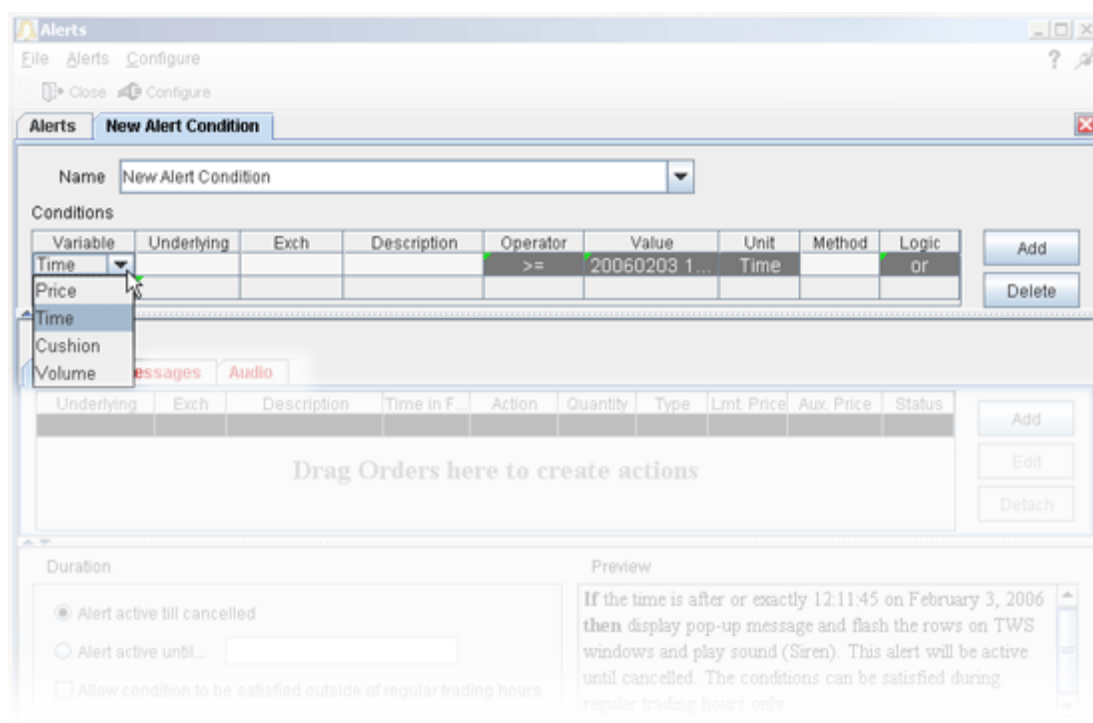 Alerts
File Alerts Configure ?
Close Configure
Alerts New Alert Condition
Name New Alert Condition
Conditions
Variable Underlying Exch Description Operator Value Unit Method Logic Add
Time >= 20060203 1... Time or
Price Delete
Time
Cushion
Volume essages Audio
Underlying Exch Description Time in F... Action Quantity Type Lmt. Price Aux. Price Status
Add
Drag Orders here to create actions Edit
Detach
Duration Preview
Alert active till cancelled
Alert active until...
Allow condition to be satisfied outside of regular trading hours
If the time is after or exactly 12:11:45 on February 3, 2006
then display pop-up message and flash the rows on TWS
windows and play sound (Siren). This alert will be active
until cancelled. The conditions can be satisfied during
regular trading hours only.